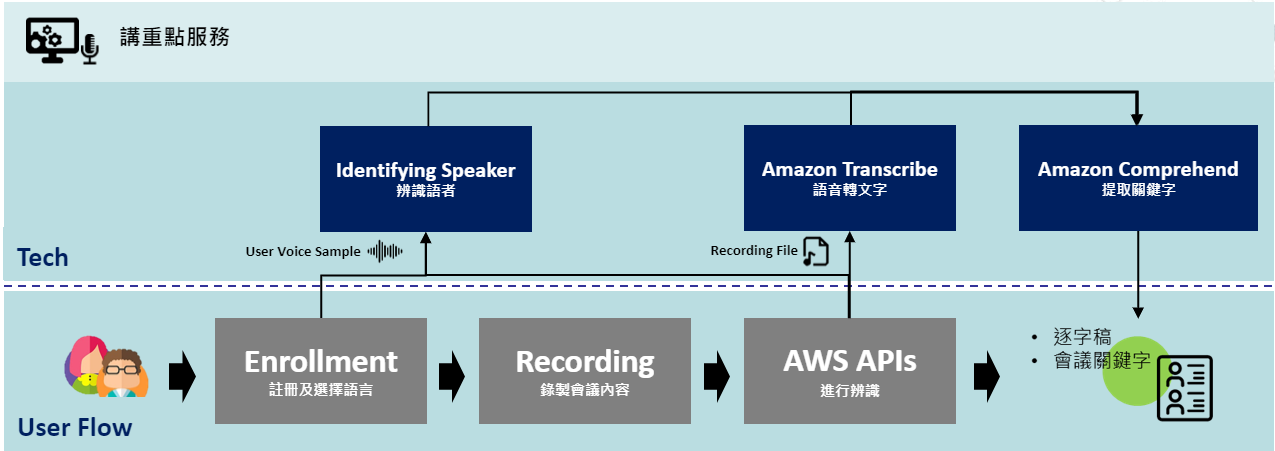 講重點服務
Identifying Speaker
辨識語者
Amazon Transcribe
語音轉文字
Amazon Comprehend
提取關鍵字
User Voice Sample
Recording File
Tech
Enrollment
註冊及選擇語言
Recording
錄製會議內容
AWS APIs
進行辨識
• 逐字稿
• 會議關鍵字
User Flow